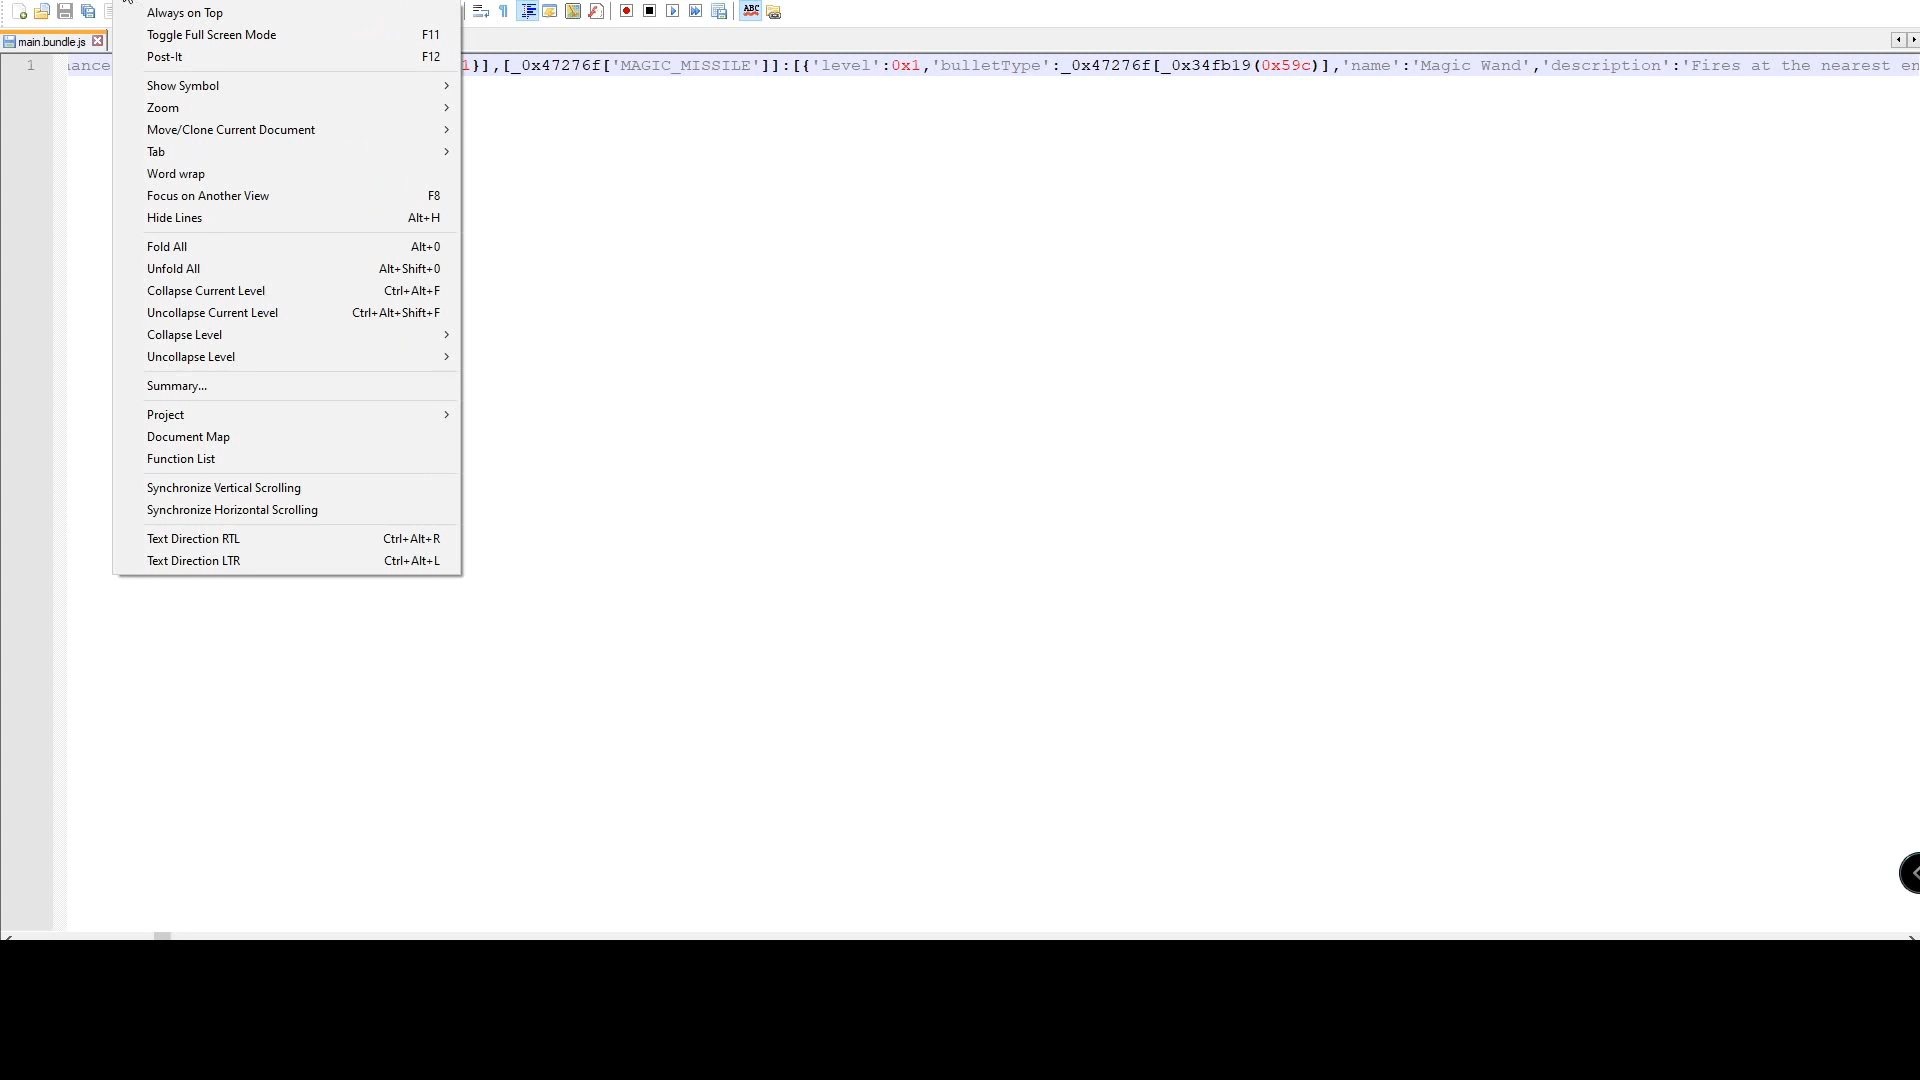 Always on Top
Toggle Full Screen Mode F11
Post-It F12
ABC
main.bundle.js
1 1}],[_0x47276f['MAGIC_MISSILE']]:[{'level':0x1,'bulletType':_0x47276f[_0x34fb19(0x59c)],'name':'Magic Wand','description':'Fires at the nearest en
Show Symbol
Zoom
Move/Clone Current Document
Tab
Word wrap
Focus on Another View F8
Hide Lines Alt+H
Fold All Alt+0
Unfold All Alt+Shift+0
Collapse Current Level Ctrl+Alt+F
Uncollapse Current Level Ctrl+Alt+Shift+F
Collapse Level
Uncollapse Level
Summary...
Project
Document Map
Function List
Synchronize Vertical Scrolling
Synchronize Horizontal Scrolling
Text Direction RTL Ctrl+Alt+R
Text Direction LTR Ctrl+Alt+L